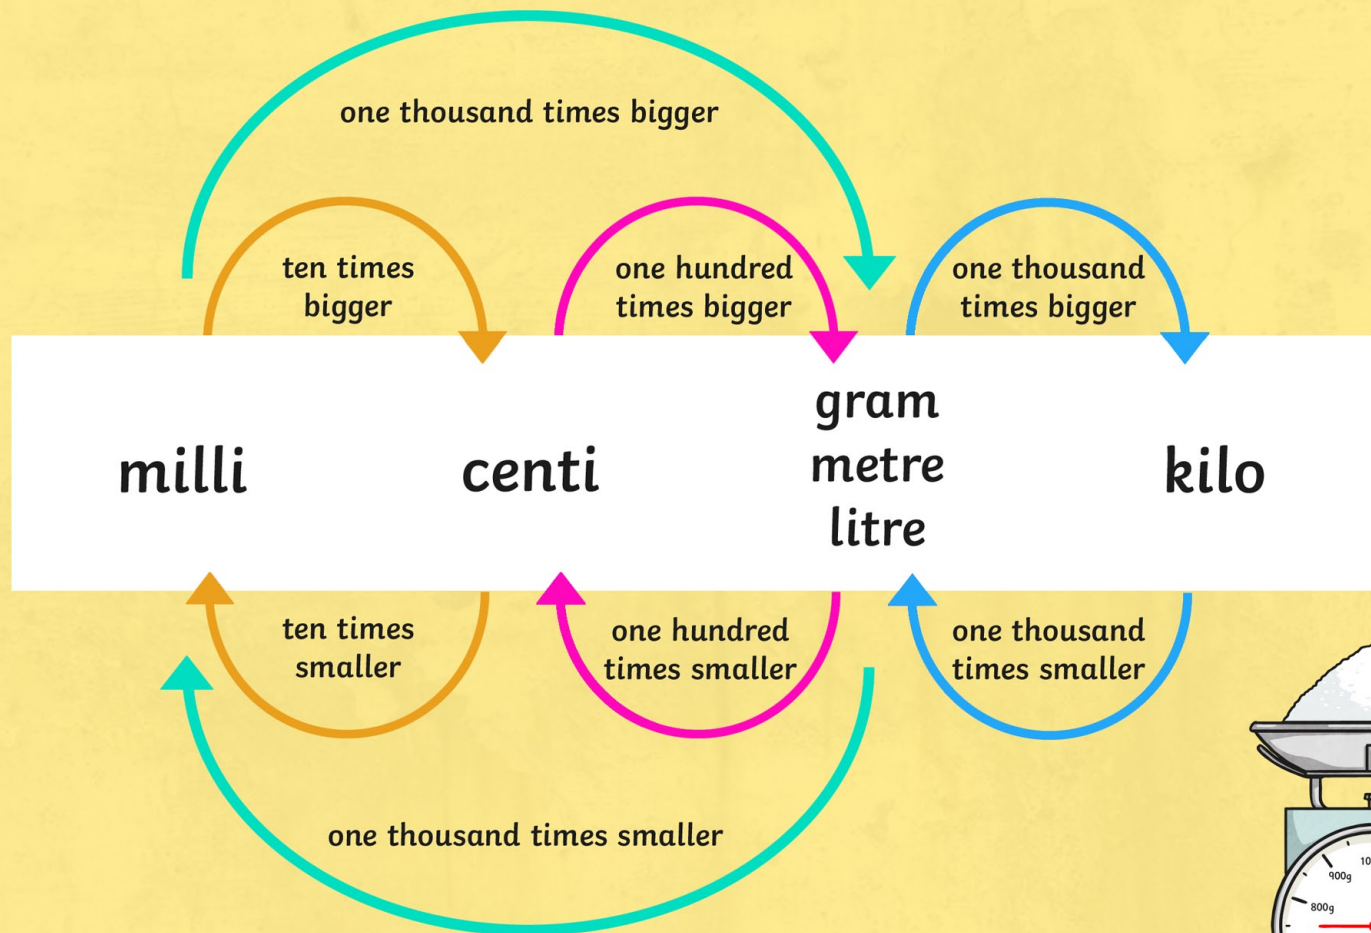 one thousand times bigger
ten times
bigger
one hundred
times bigger
one thousand
times bigger
milli
centi
gram
metre
litre
kilo
ten times
smaller
one hundred
times smaller
one thousand
times smaller
one thousand times smaller
900g
800g